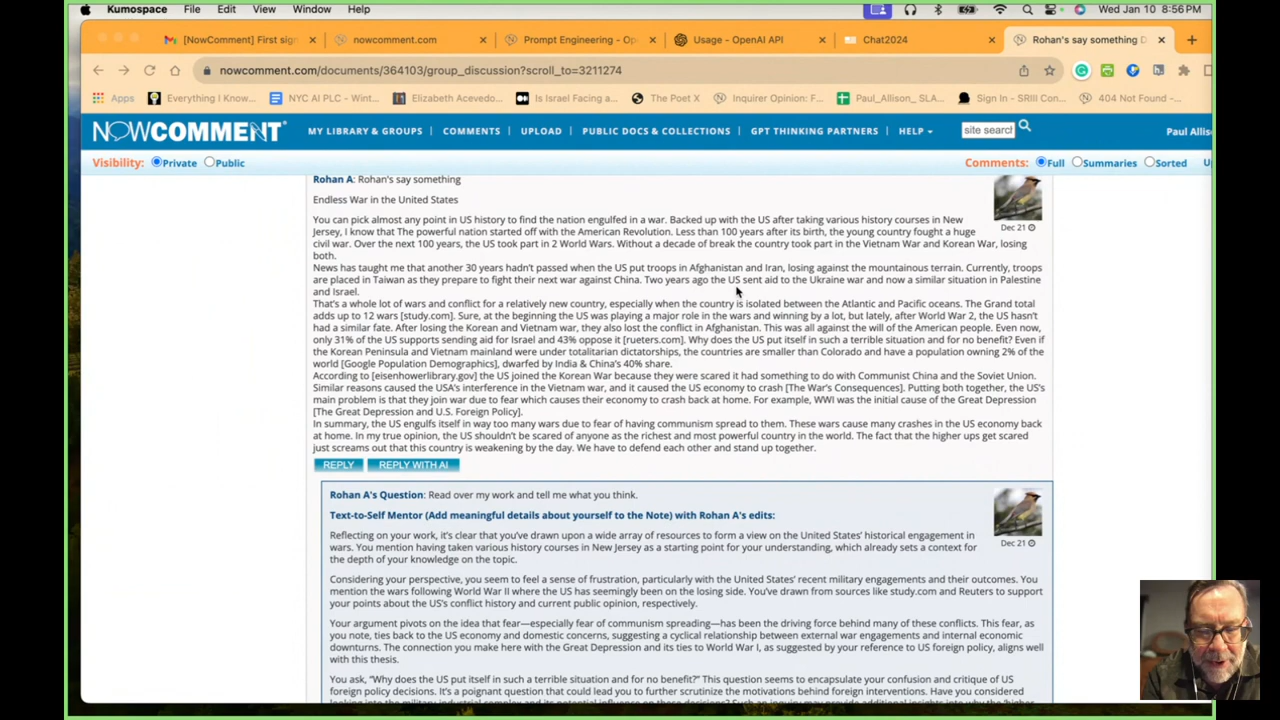 Kumospace File Edit View Window Help Wed Jan 10 8:56 PM
[NowComment] First sig nowcomment.com Prompt Engineering - Op Usage - OpenAI API Chat2024 Rohan's say something D
nowcomment.com/documents/364103/group_discussion?scroll_to=3211274
Apps Everything I Know... NYC AI PLC - Wint... Elizabeth Acevedo... Is Israel Facing a... The Poet X Inquirer Opinion: F... Paul_Allison_ SLA... Sign In - SRIII Con... 404 Not Found -...
NOWCOMMENT MY LIBRARY & GROUPS COMMENTS UPLOAD PUBLIC DOCS & COLLECTIONS GPT THINKING PARTNERS HELP site search Paul Allis
Visibility: Private Public Comments: Full Summaries Sorted U
Rohan A: Rohan's say something
Endless War in the United States
You can pick almost any point in US history to find the nation engulfed in a war. Backed up with the US after taking various history courses in New
Jersey, I know that The powerful nation started off with the American Revolution. Less than 100 years after its birth, the young country fought a huge
civil war. Over the next 100 years, the US took part in 2 World Wars. Without a decade of break the country took part in the Vietnam War and Korean War, losing
both.
Dec 21
News has taught me that another 30 years hadn't passed when the US put troops in Afghanistan and Iran, losing against the mountainous terrain. Currently, troops
are placed in Taiwan as they prepare to fight their next war against China. Two years ago the US sent aid to the Ukraine war and now a similar situation in Palestine
and Israel.
That's a whole lot of wars and conflict for a relatively new country, especially when the country is isolated between the Atlantic and Pacific oceans. The Grand total
adds up to 12 wars [study.com]. Sure, at the beginning the US was playing a major role in the wars and winning by a lot, but lately, after World War 2, the US hasn't
had a similar fate. After losing the Korean and Vietnam war, they also lost the conflict in Afghanistan. This was all against the will of the American people. Even now,
only 31% of the US supports sending aid for Israel and 43% oppose it [rueters.com]. Why does the US put itself in such a terrible situation and for no benefit? Even if
the Korean Peninsula and Vietnam mainland were under totalitarian dictatorships, the countries are smaller than Colorado and have a population owning 2% of the
world [Google Population Demographics], dwarfed by India & China's 40% share.
According to [eisenhowerlibrary.gov] the US joined the Korean War because they were scared it had something to do with Communist China and the Soviet Union.
Similar reasons caused the USA's interference in the Vietnam war, and it caused the US economy to crash [The War's Consequences]. Putting both together, the US's
main problem is that they join war due to fear which causes their economy to crash back at home. For example, WWI was the initial cause of the Great Depression
[The Great Depression and U.S. Foreign Policy].
In summary, the US engulfs itself in way too many wars due to fear of having communism spread to them. These wars cause many crashes in the US economy back
at home. In my true opinion, the US shouldn't be scared of anyone as the richest and most powerful country in the world. The fact that the higher ups get scared
just screams out that this country is weakening by the day. We have to defend each other and stand up together.
REPLY REPLY WITH AI
Rohan A's Question: Read over my work and tell me what you think.
Text-to-Self Mentor (Add meaningful details about yourself to the Note) with Rohan A's edits:
Reflecting on your work, it's clear that you've drawn upon a wide array of resources to form a view on the United States' historical engagement in
wars. You mention having taken various history courses in New Jersey as a starting point for your understanding, which already sets a context for
the depth of your knowledge on the topic.
Dec 21
Considering your perspective, you seem to feel a sense of frustration, particularly with the United States' recent military engagements and their outcomes. You
mention the wars following World War II where the US has seemingly been on the losing side. You've drawn from sources like study.com and Reuters to support
your points about the US's conflict history and current public opinion, respectively.
Your argument pivots on the idea that fear—especially fear of communism spreading—has been the driving force behind many of these conflicts. This fear, as
you note, ties back to the US economy and domestic concerns, suggesting a cyclical relationship between external war engagements and internal economic
downturns. The connection you make here with the Great Depression and its ties to World War I, as suggested by your reference to US foreign policy, aligns well
with this thesis.
You ask, "Why does the US put itself in such a terrible situation and for no benefit?" This question seems to encapsulate your confusion and critique of
foreign policy decisions. It's a poignant question that could lead you to further scrutinize the motivations behind foreign interventions. Have you considered